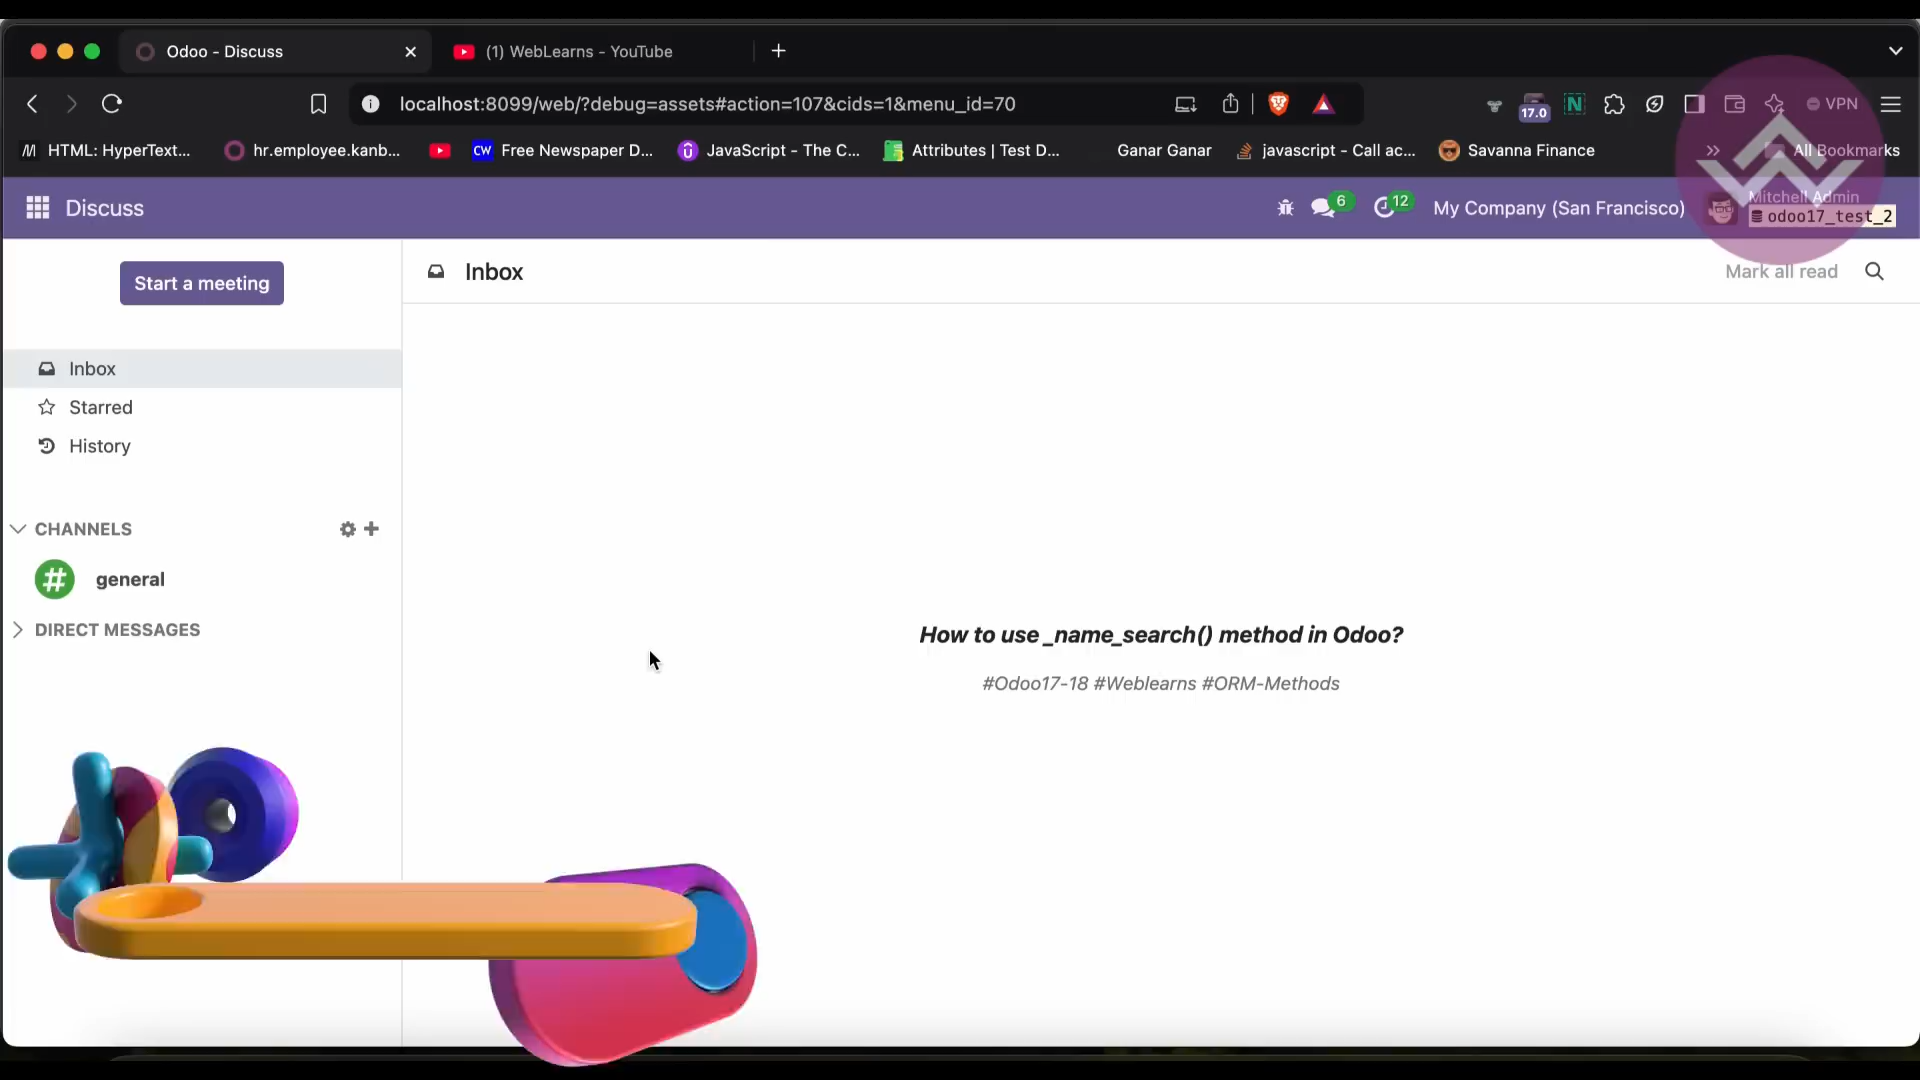 Odoo - Discuss
(1) WebLearns - YouTube
localhost:8099/web/?debug=assets#action=107&cids=1&menu_id=70
17.0
N
VPN
HTML: HyperText...
hr.employee.kanb...
CW
Free Newspaper D...
JavaScript - The C...
Attributes | Test D...
Ganar Ganar
javascript - Call ac...
Savanna Finance
All Bookmarks
Discuss
6
12
My Company (San Francisco)
Mitchell Admin
odoo17_test_2
Start a meeting
Inbox
Mark all read
Inbox
Starred
History
CHANNELS
general
DIRECT MESSAGES
How to use _name_search() method in Odoo?
#Odoo17-18 #Weblearns #ORM-Methods